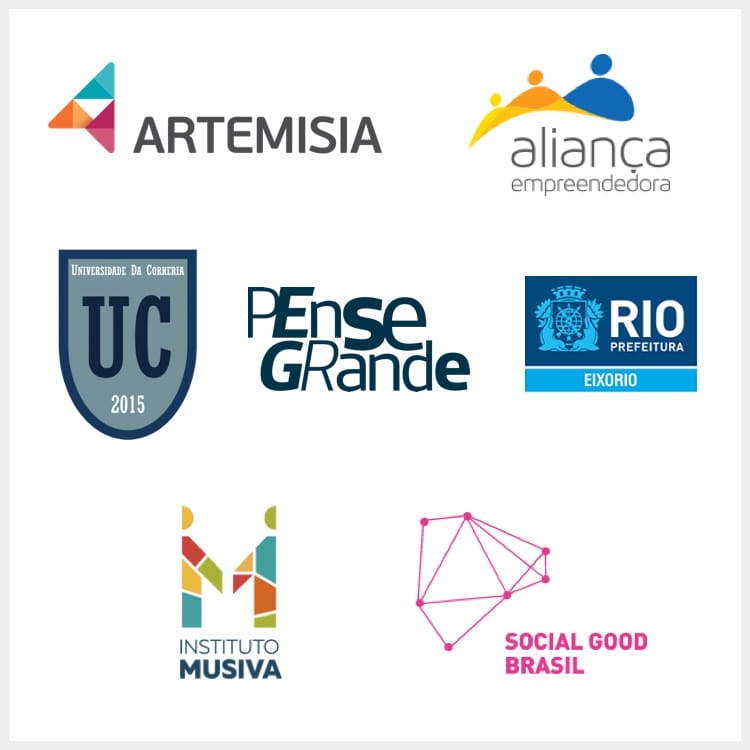 ARTEMISIA
aliança
empreendedora
UNIVERSIDADE DA CORRERIA
UC
2015
PEnse
GRande
RIO
PREFEITURA
EIXORIO
INSTITUTO
MUSIVA
SOCIAL GOOD
BRASIL